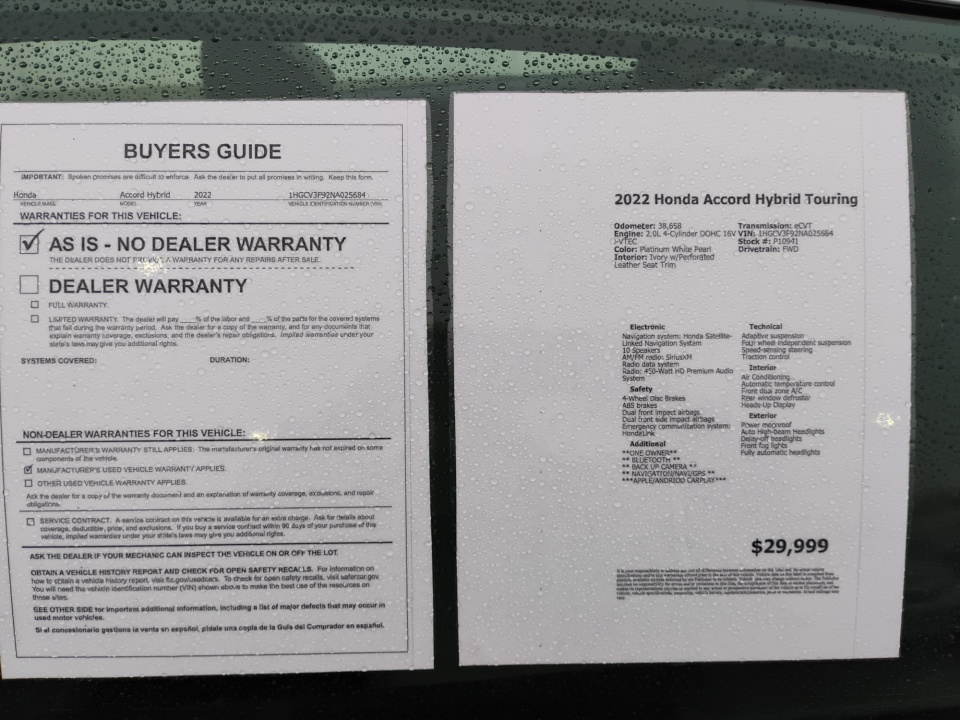 BUYERS GUIDE
IMPORTANT: Spoken promises are difficult to enforce. Ask the dealer to put all promises in writing. Keep this form.
Honda Accord Hybrid 2022 1HGCV3F92NA025684
VEHICLE MAKE MODEL YEAR VEHICLE IDENTIFICATION NUMBER (VIN)
WARRANTIES FOR THIS VEHICLE:
AS IS - NO DEALER WARRANTY
THE DEALER DOES NOT PROVIDE A WARRANTY FOR ANY REPAIRS AFTER SALE.
DEALER WARRANTY
FULL WARRANTY.
LIMITED WARRANTY. The dealer will pay ____% of the labor and ____% of the parts for the covered systems
that fail during the warranty period. Ask the dealer for a copy of the warranty, and for any documents that
explain warranty coverage, exclusions, and the dealer's repair obligations. Implied warranties under your
state's laws may give you additional rights.
SYSTEMS COVERED: DURATION:
NON-DEALER WARRANTIES FOR THIS VEHICLE:
MANUFACTURER'S WARRANTY STILL APPLIES. The manufacturer's original warranty has not expired on some
components of the vehicle.
MANUFACTURER'S USED VEHICLE WARRANTY APPLIES.
OTHER USED VEHICLE WARRANTY APPLIES.
Ask the dealer for a copy of the warranty document and an explanation of warranty coverage, exclusions, and repair
obligations.
SERVICE CONTRACT. A service contract on this vehicle is available for an extra charge. Ask for details about
coverage, deductible, price, and exclusions. If you buy a service contract within 90 days of your purchase of
this vehicle, implied warranties under your state's laws may give you additional rights.
ASK THE DEALER IF YOUR MECHANIC CAN INSPECT THE VEHICLE ON OR OFF THE LOT.
OBTAIN A VEHICLE HISTORY REPORT AND CHECK FOR OPEN SAFETY RECALLS. For information on
how to obtain a vehicle history report, visit ftc.gov/usedcars. To check for open safety recalls, visit safercar.gov.
You will need the vehicle identification number (VIN) shown above to make the best use of the resources on
these sites.
SEE OTHER SIDE for important additional information, including a list of major defects that may occur in
used motor vehicles.
Si el concesionario gestiona la venta en español, pídale una copia de la Guía del Comprador en español.
2022 Honda Accord Hybrid Touring
Odometer: 38,658 Transmission: eCVT
Engine: 2.0L 4-Cylinder DOHC 16V VIN: 1HGCV3F92NA025684
i-VTEC Stock #: P10941
Color: Platinum White Pearl Drivetrain: FWD
Interior: Ivory w/Perforated
Leather Seat Trim
Electronic
Navigation system: Honda Satellite-
Linked Navigation System
10 Speakers
AM/FM radio: SiriusXM
Radio data system
Radio: 450-Watt HD Premium Audio
System
Safety
4-Wheel Disc Brakes
ABS brakes
Dual front impact airbags
Dual front side impact airbags
Emergency communication system:
HondaLink
Additional
**ONE OWNER**
** BLUETOOTH **
** BACK UP CAMERA **
** NAVIGATION/NAVI/GPS **
***APPLE/ANDRIOD CARPLAY***
Technical
Adaptive suspension
Four wheel independent suspension
Speed-sensing steering
Traction control
Interior
Air Conditioning
Automatic temperature control
Front dual zone A/C
Rear window defroster
Heads-Up Display
Exterior
Power moonroof
Auto High-beam Headlights
Delay-off headlights
Front fog lights
Fully automatic headlights
$29,999